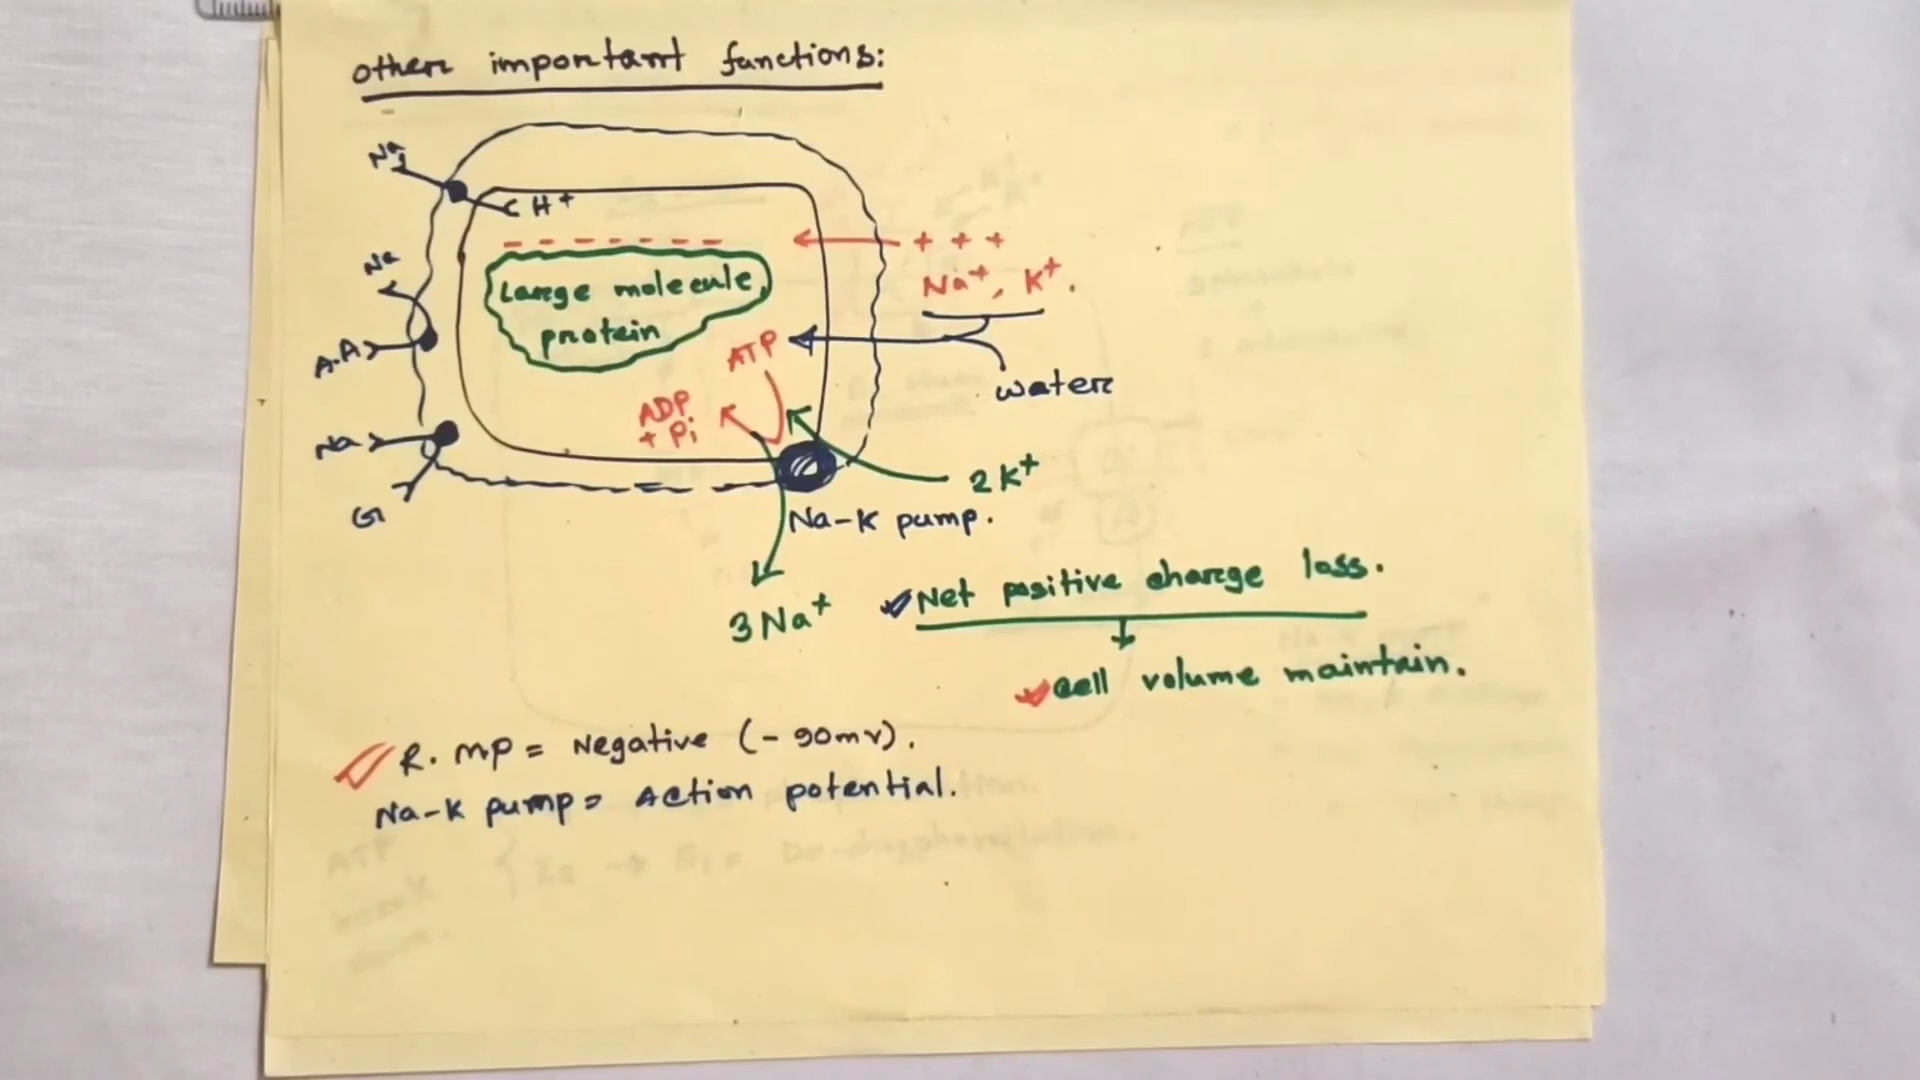 other important functions:
Na
H+
- - - - - - -
+ + +
Na
Large molecule,
protein
Na+, K+.
A.A
ATP
water
ADP
+ Pi
Na
2K+
G
Na-K pump.
3Na+
Net positive charge loss.
cell volume maintain.
R. mp = Negative (-90mv).
Na-K pump = Action potential.